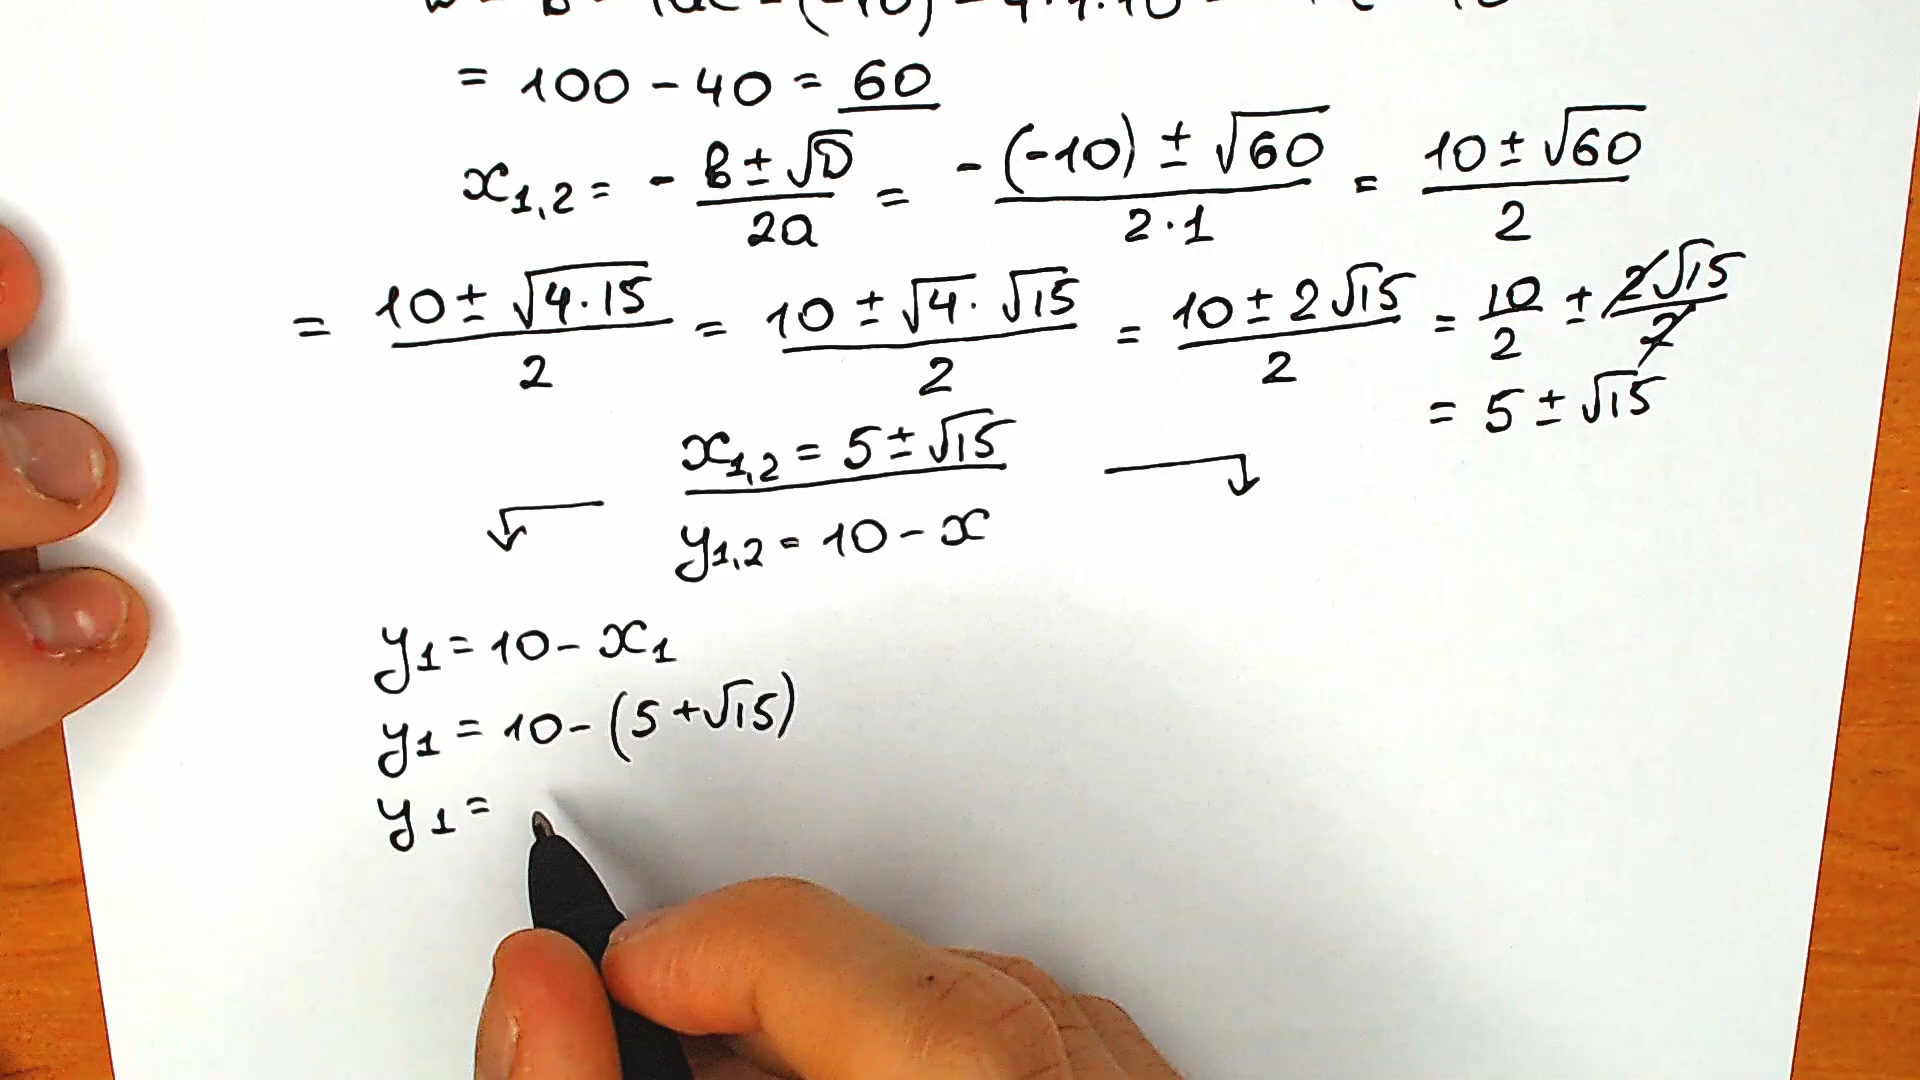 = 100 - 40 = 60
x1,2 = - b ± √D / 2a = -(-10) ± √60 / 2·1 = 10 ± √60 / 2
= 10 ± √4·15 / 2 = 10 ± √4 · √15 / 2 = 10 ± 2√15 / 2 = 10/2 ± 2√15/2
= 5 ± √15
x1,2 = 5 ± √15
y1,2 = 10 - x
y1 = 10 - x1
y1 = 10 - (5 + √15)
y1 =